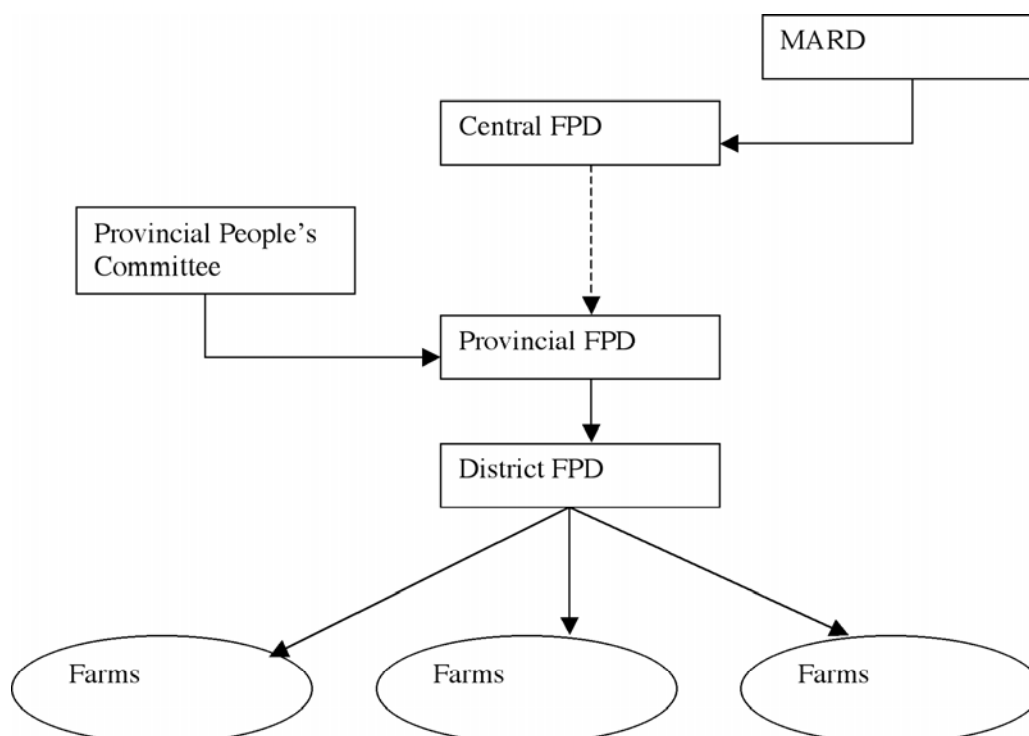 MARD
Central FPD
Provincial People’s
Committee
Provincial FPD
District FPD
Farms
Farms
Farms